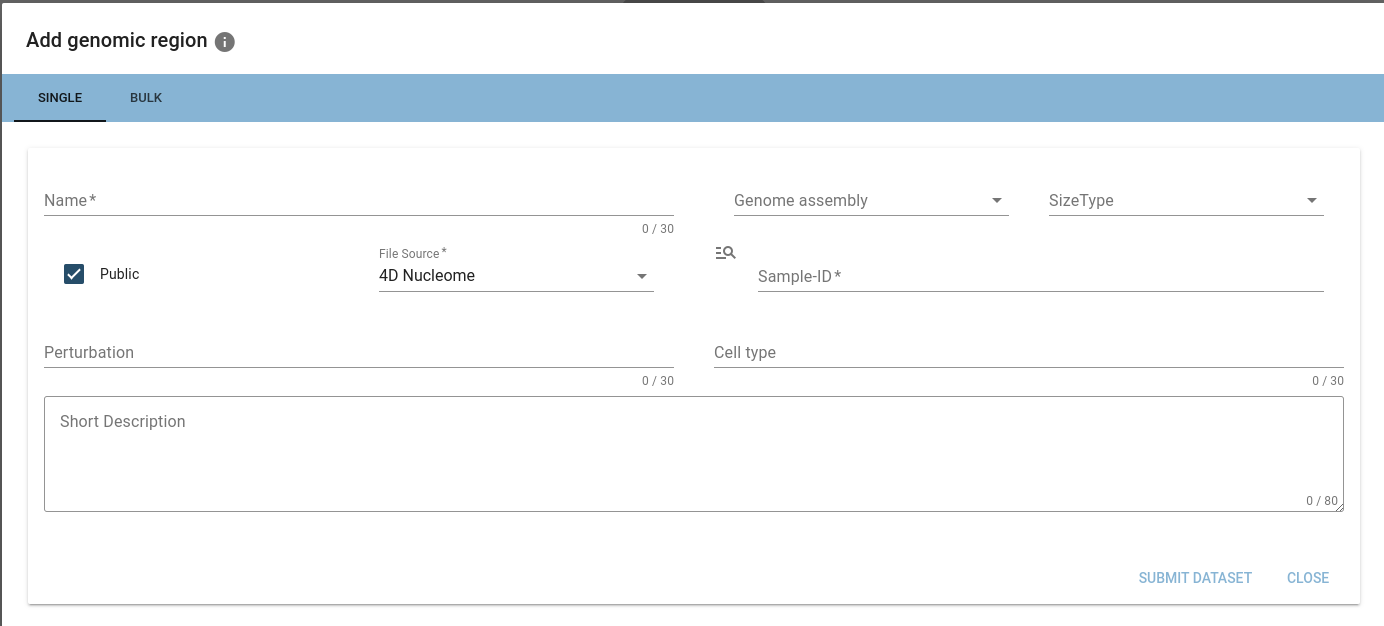 Add genomic region
SINGLE BULK
Name *
Genome assembly
SizeType
0 / 30
Public
File Source *
4D Nucleome
Sample-ID *
Perturbation
Cell type
0 / 30
0 / 30
Short Description
0 / 80
SUBMIT DATASET CLOSE